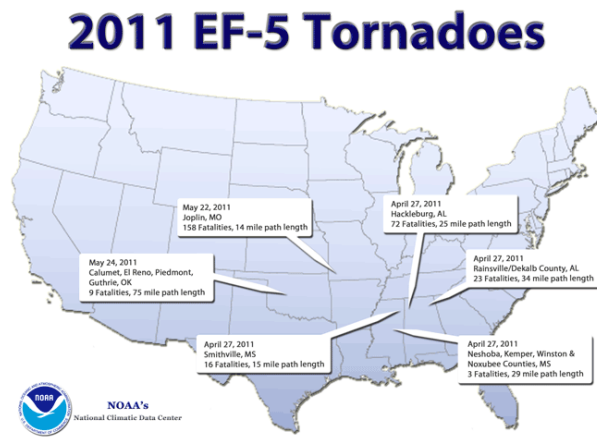 2011 EF-5 Tornadoes
May 22, 2011
Joplin, MO
158 Fatalities, 14 mile path length
April 27, 2011
Hackleburg, AL
72 Fatalities, 25 mile path length
May 24, 2011
Calumet, El Reno, Piedmont,
Guthrie, OK
9 Fatalities, 75 mile path length
April 27, 2011
Rainsville/Dekalb County, AL
23 Fatalities, 34 mile path length
April 27, 2011
Smithville, MS
16 Fatalities, 15 mile path length
April 27, 2011
Neshoba, Kemper, Winston &
Noxubee Counties, MS
3 Fatalities, 29 mile path length
NOAA
NOAA's
National Climatic Data Center